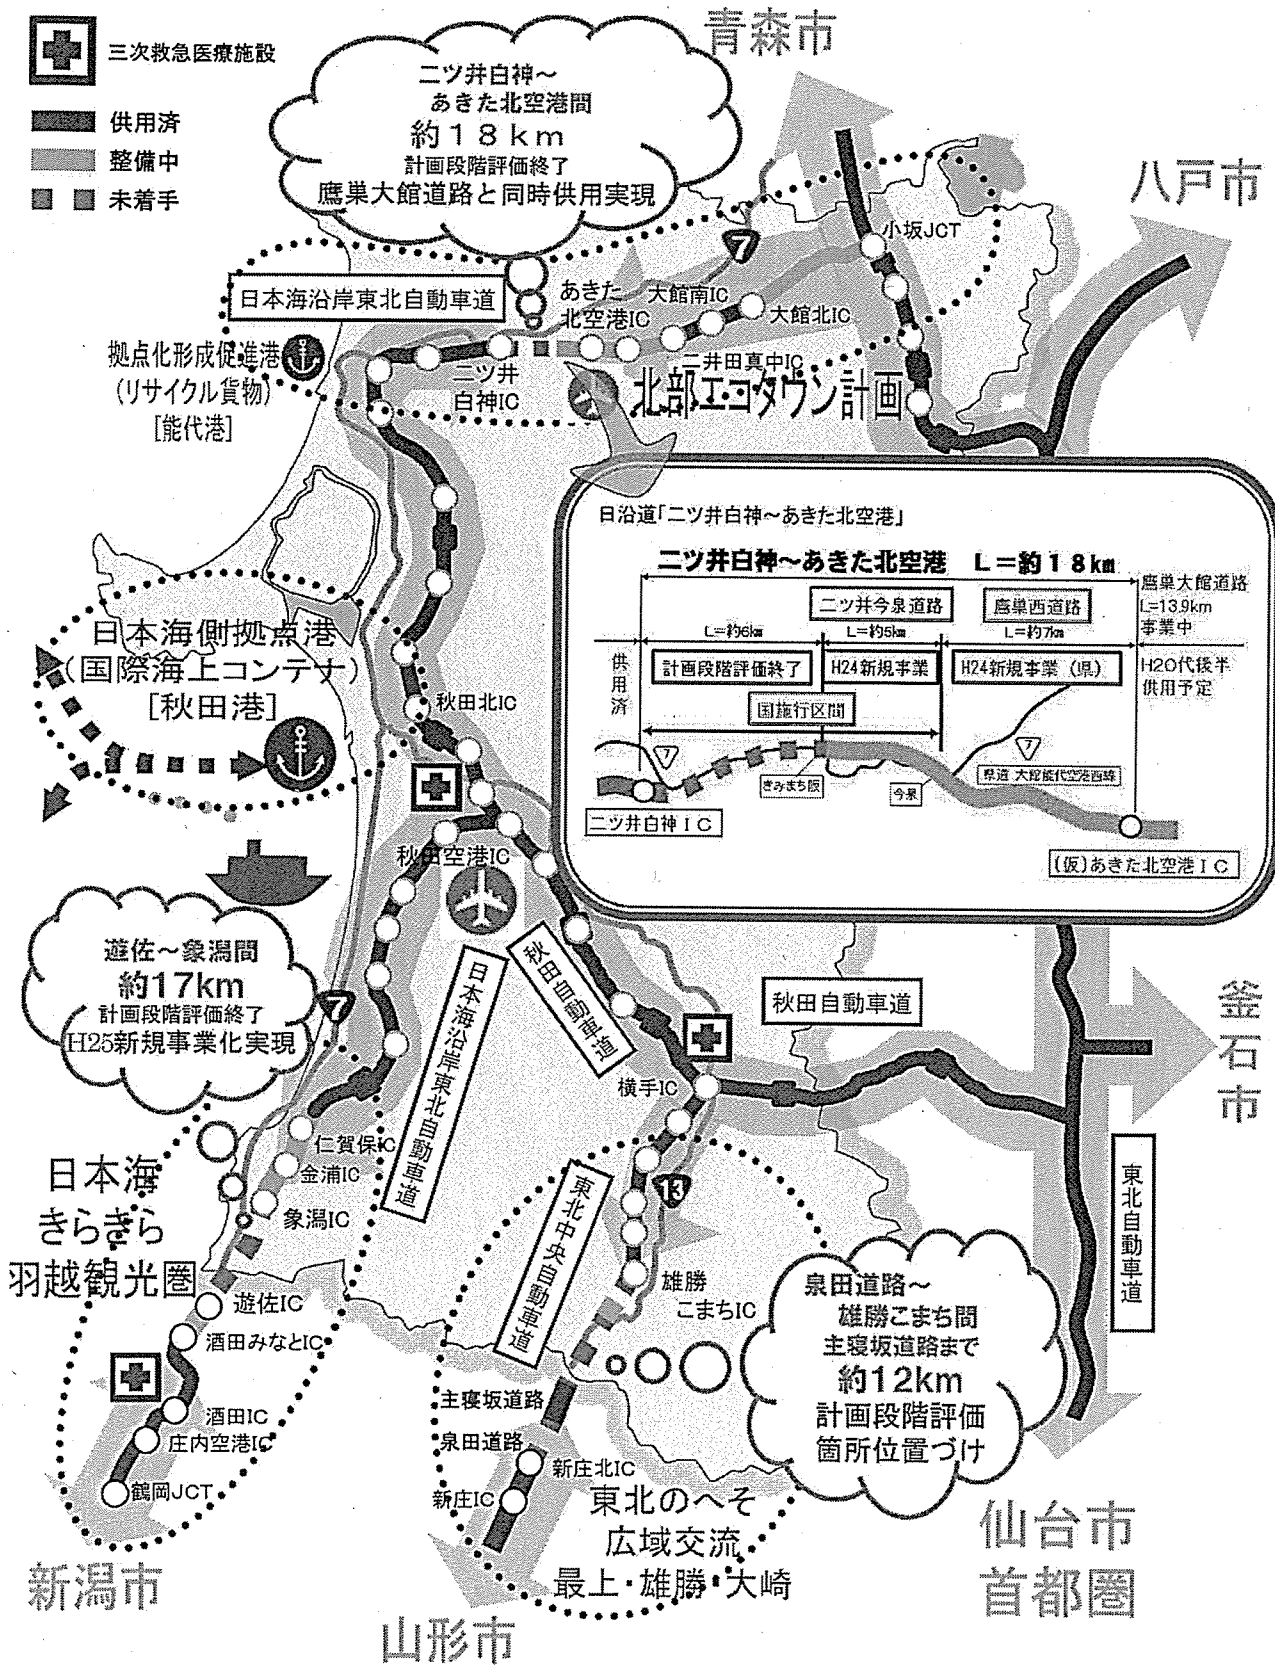 三次救急医療施設
供用済
整備中
未着手
青森市
八戸市
二ツ井白神～
あきた北空港間
約18km
計画段階評価終了
鷹巣大館道路と同時供用実現
7
小坂JCT
日本海沿岸東北自動車道
あきた
北空港IC
大館南IC
大館北IC
二井田真中IC
二ツ井
白神IC
拠点化形成促進港
(リサイクル貨物)
[能代港]
北部エコタウン計画
日沿道「二ツ井白神～あきた北空港」
二ツ井白神～あきた北空港 L=約18km
鷹巣大館道路
L=13.9km
事業中
二ツ井今泉道路
鷹巣西道路
L=約6km
L=約5km
L=約7km
供用済
計画段階評価終了
H24新規事業
H24新規事業(県)
H20代後半
供用予定
国施行区間
7
7
きみまち阪
今泉
県道 大館能代空港西線
二ツ井白神IC
(仮)あきた北空港IC
日本海側拠点港
(国際海上コンテナ)
[秋田港]
秋田北IC
秋田空港IC
遊佐～象潟間
約17km
計画段階評価終了
H25新規事業化実現
7
日本海沿岸東北自動車道
秋田自動車道
秋田自動車道
釜石市
横手IC
仁賀保IC
金浦IC
象潟IC
日本海
きらきら
羽越観光圏
13
東北中央自動車道
東北自動車道
雄勝
こまちIC
遊佐IC
酒田みなとIC
酒田IC
庄内空港IC
鶴岡JCT
主寝坂道路
泉田道路
新庄北IC
新庄IC
泉田道路～
雄勝こまち間
主寝坂道路まで
約12km
計画段階評価
箇所位置づけ
東北のへそ
広域交流
最上・雄勝・大崎
新潟市
山形市
仙台市
首都圏